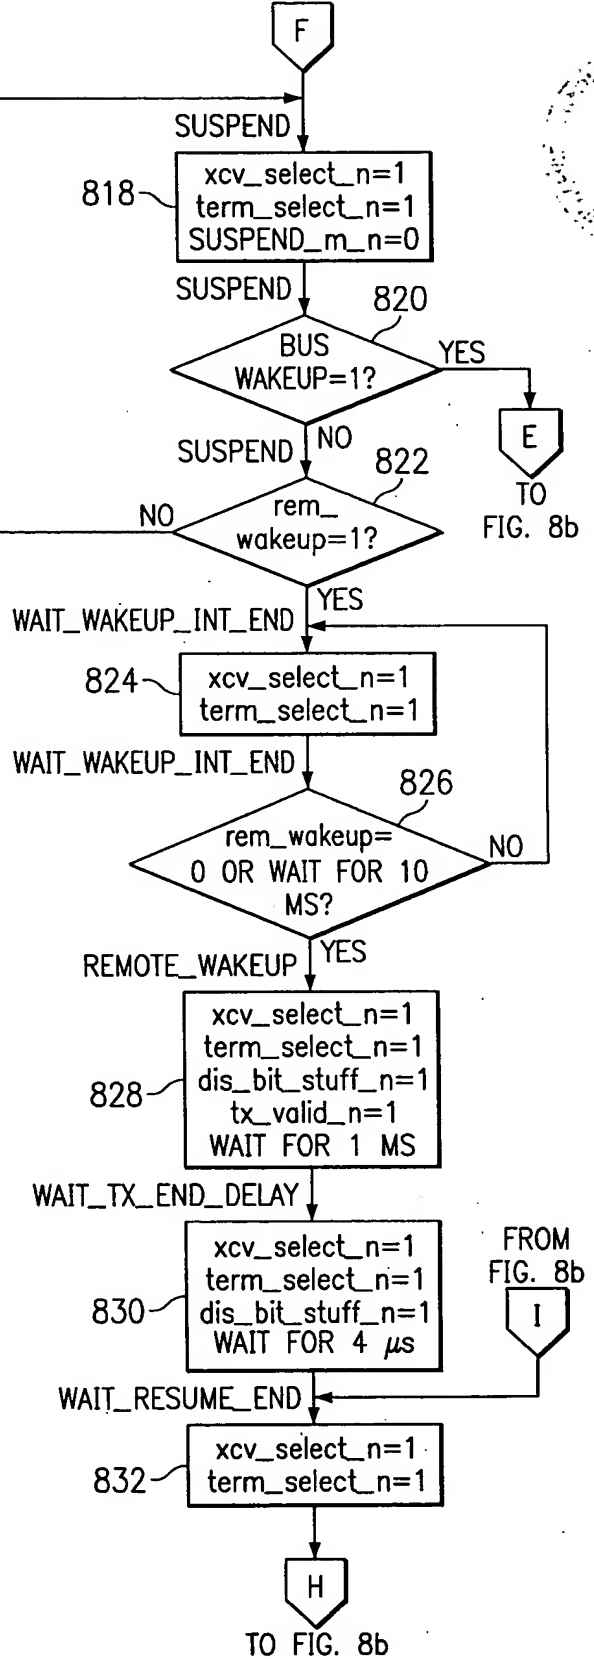 F
SUSPEND
818
xcv_select_n=1
term_select_n=1
SUSPEND_m_n=0
SUSPEND
820
BUS
WAKEUP=1?
YES
E
TO
FIG. 8b
NO
SUSPEND
822
rem_
wakeup=1?
NO
YES
WAIT_WAKEUP_INT_END
824
xcv_select_n=1
term_select_n=1
WAIT_WAKEUP_INT_END
826
rem_wakeup=
0 OR WAIT FOR 10
MS?
NO
YES
REMOTE_WAKEUP
828
xcv_select_n=1
term_select_n=1
dis_bit_stuff_n=1
tx_valid_n=1
WAIT FOR 1 MS
WAIT_TX_END_DELAY
830
xcv_select_n=1
term_select_n=1
dis_bit_stuff_n=1
WAIT FOR 4 μs
FROM
FIG. 8b
I
WAIT_RESUME_END
832
xcv_select_n=1
term_select_n=1
H
TO FIG. 8b